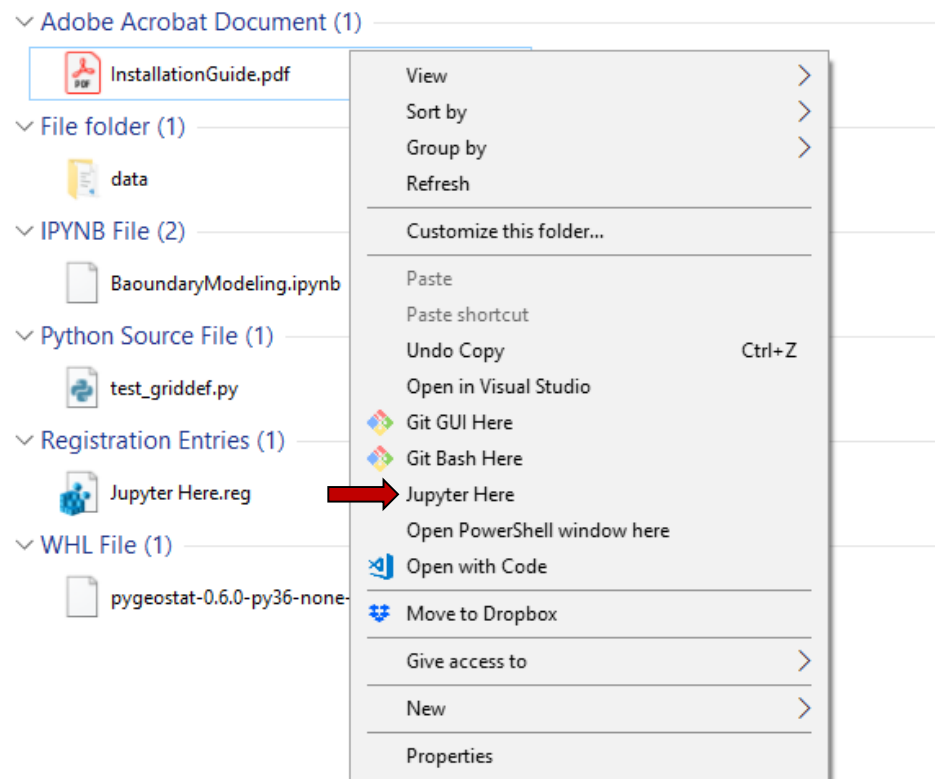 Adobe Acrobat Document (1)
InstallationGuide.pdf
File folder (1)
data
IPYNB File (2)
BaoundaryModeling.ipynb
Python Source File (1)
test_griddef.py
Registration Entries (1)
Jupyter Here.reg
WHL File (1)
pygeostat-0.6.0-py36-none-
View
Sort by
Group by
Refresh
Customize this folder...
Paste
Paste shortcut
Undo Copy Ctrl+Z
Open in Visual Studio
Git GUI Here
Git Bash Here
Jupyter Here
Open PowerShell window here
Open with Code
Move to Dropbox
Give access to
New
Properties